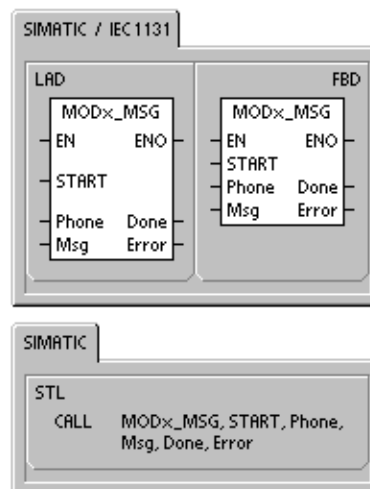 SIMATIC / IEC1131
LAD
MODx_MSG
EN ENO
START
Phone Done
Msg Error
FBD
MODx_MSG
EN ENO
START
Phone Done
Msg Error
SIMATIC
STL
CALL MODx_MSG, START, Phone,
Msg, Done, Error